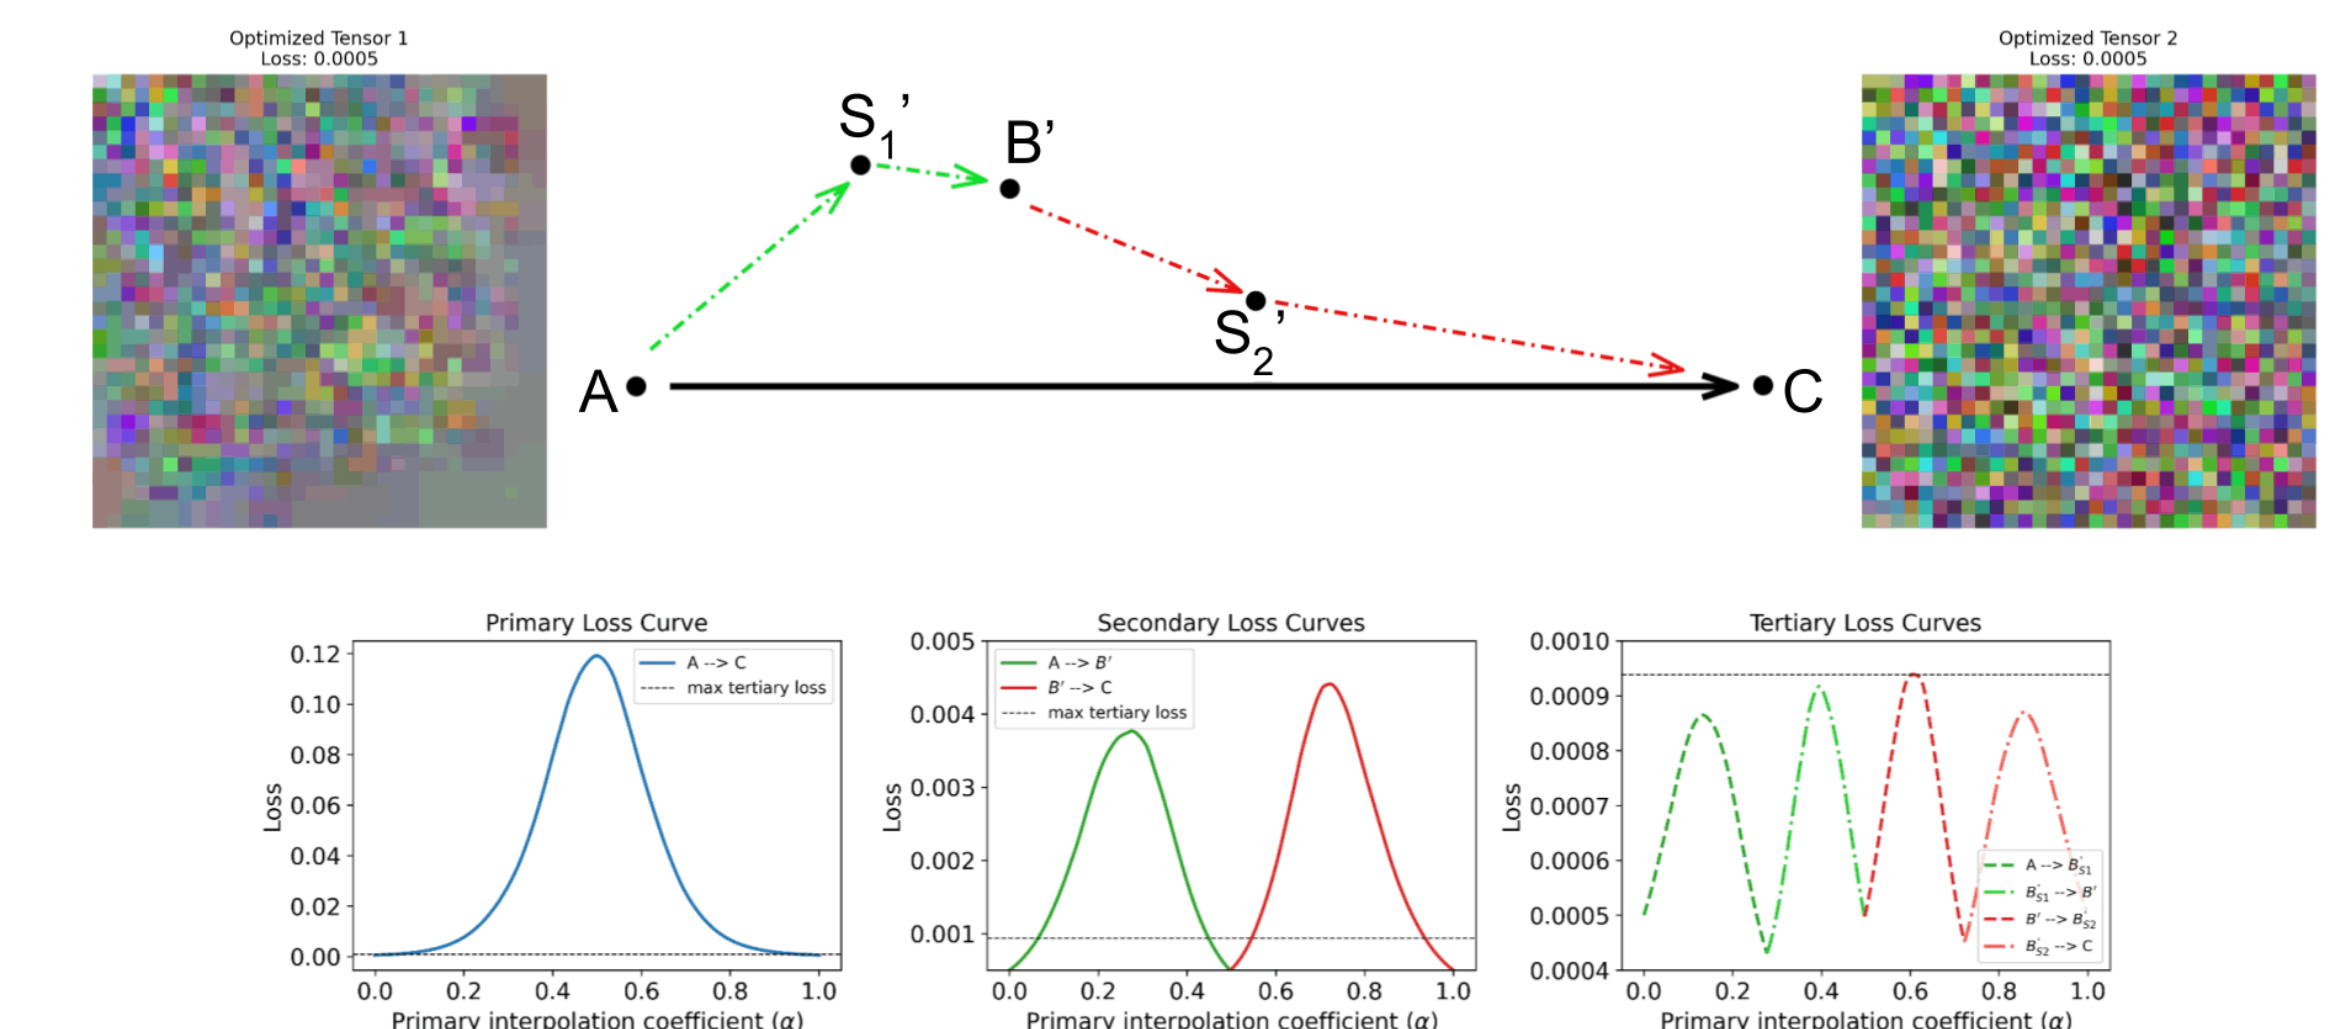 Optimized Tensor 1
Loss: 0.0005
Optimized Tensor 2
Loss: 0.0005
S1’
B’
S2’
A
C
Primary Loss Curve
A --> C
max tertiary loss
0.12
0.10
0.08
0.06
0.04
0.02
0.00
Loss
0.0 0.2 0.4 0.6 0.8 1.0
Primary interpolation coefficient (α)
Secondary Loss Curves
A --> B′
B′ --> C
max tertiary loss
0.005
0.004
0.003
0.002
0.001
Loss
0.0 0.2 0.4 0.6 0.8 1.0
Primary interpolation coefficient (α)
Tertiary Loss Curves
0.0010
0.0009
0.0008
0.0007
0.0006
0.0005
0.0004
Loss
A --> B′S1
B′S1 --> B′
B′ --> B′S2
B′S2 --> C
0.0 0.2 0.4 0.6 0.8 1.0
Primary interpolation coefficient (α)